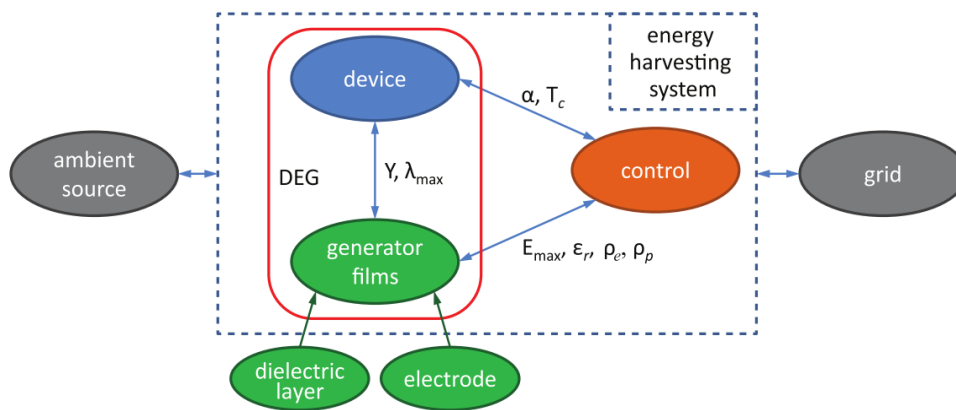 energy
harvesting
system
device
α, T_c
ambient
source
DEG
Y, λ_max
control
grid
generator
films
E_max, ε_r, ρ_e, ρ_p
dielectric
layer
electrode